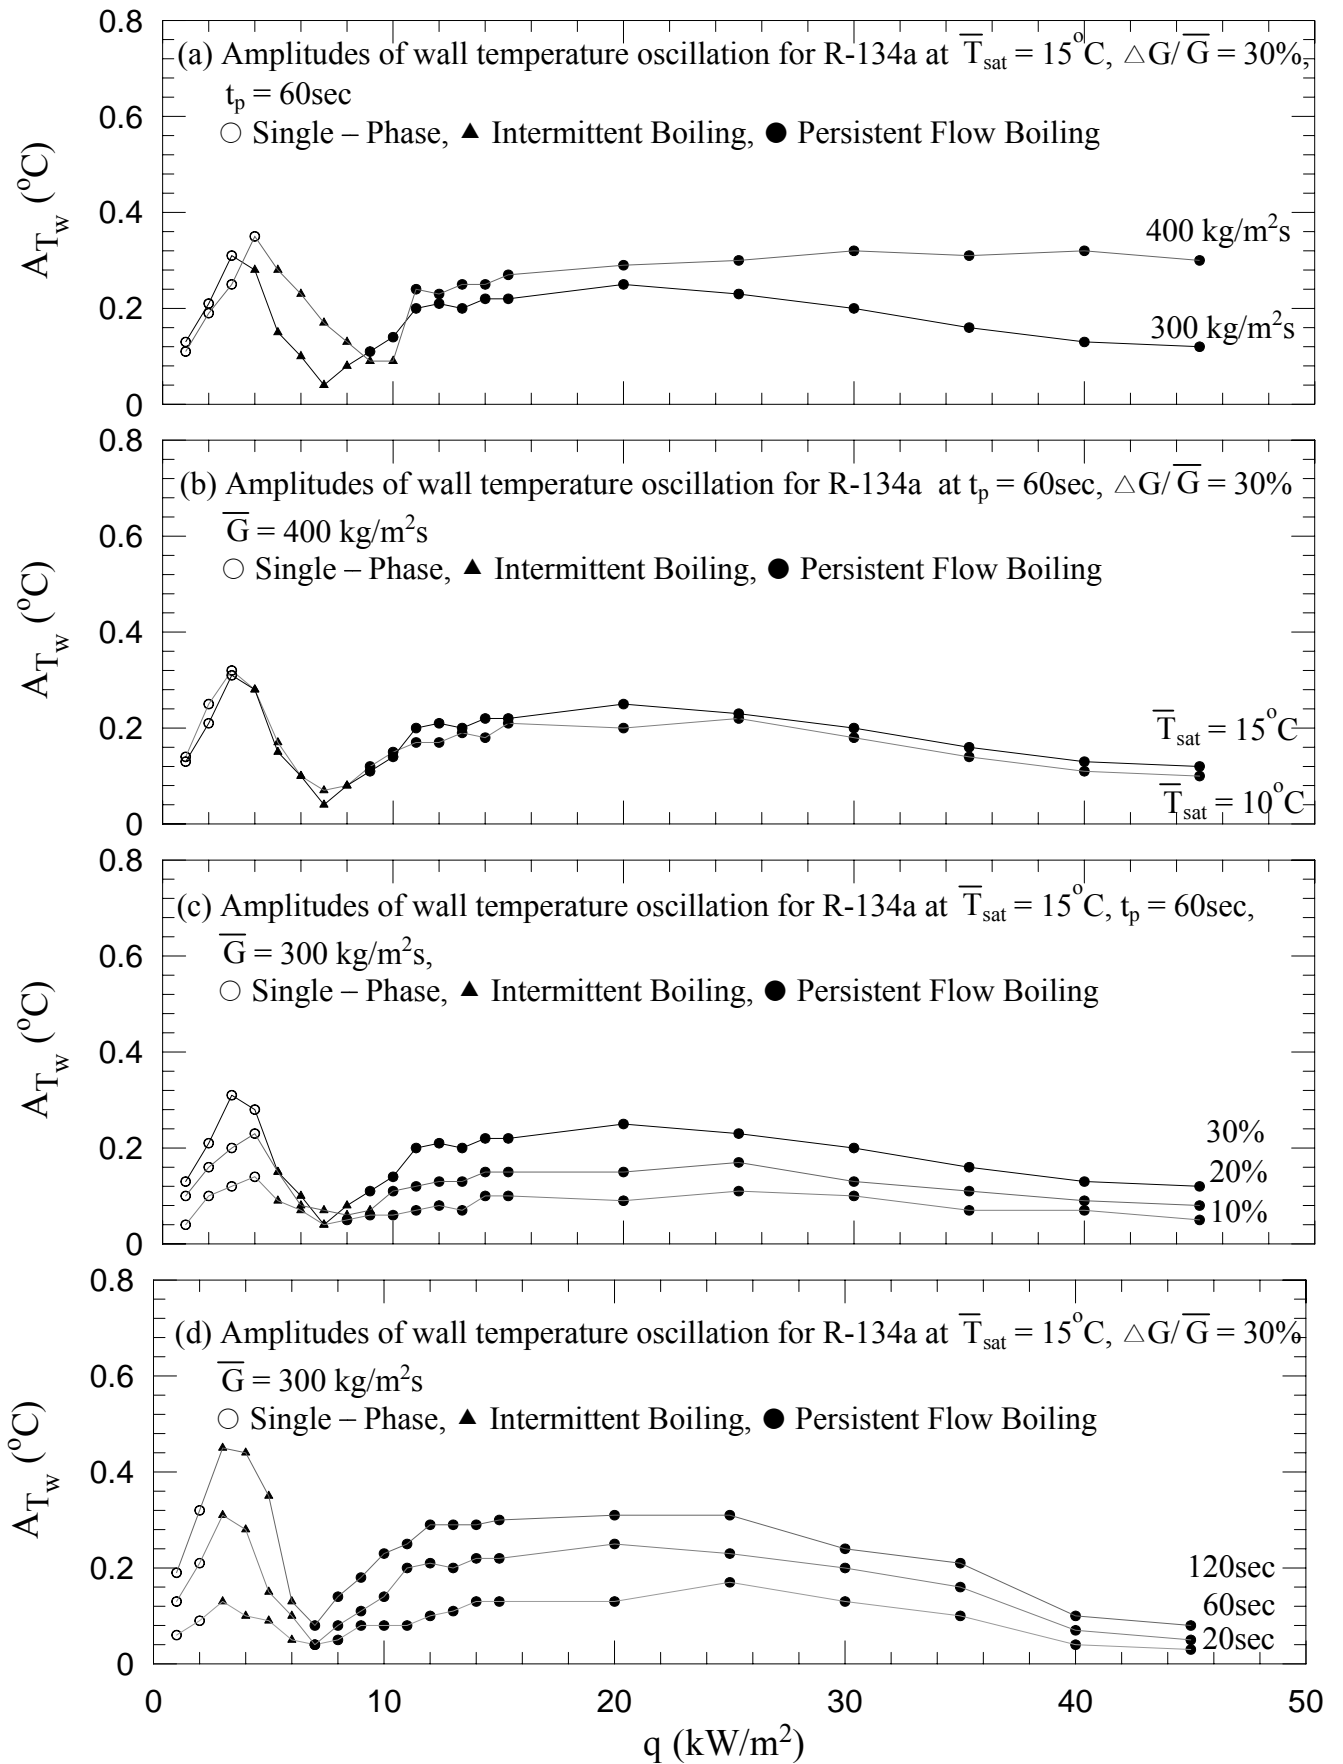 0.8
(a) Amplitudes of wall temperature oscillation for R-134a at T̅sat = 15°C, △G/G̅ = 30%,
tp = 60sec
0.6
○ Single – Phase, ▲ Intermittent Boiling, ● Persistent Flow Boiling
ATw (°C)
0.4
400 kg/m²s
0.2
300 kg/m²s
0
0.8
(b) Amplitudes of wall temperature oscillation for R-134a at tp = 60sec, △G/G̅ = 30%
G̅ = 400 kg/m²s
0.6
○ Single – Phase, ▲ Intermittent Boiling, ● Persistent Flow Boiling
ATw (°C)
0.4
0.2
T̅sat = 15°C
T̅sat = 10°C
0
0.8
(c) Amplitudes of wall temperature oscillation for R-134a at T̅sat = 15°C, tp = 60sec,
G̅ = 300 kg/m²s,
0.6
○ Single – Phase, ▲ Intermittent Boiling, ● Persistent Flow Boiling
ATw (°C)
0.4
30%
0.2
20%
10%
0
0.8
(d) Amplitudes of wall temperature oscillation for R-134a at T̅sat = 15°C, △G/G̅ = 30%
G̅ = 300 kg/m²s
0.6
○ Single – Phase, ▲ Intermittent Boiling, ● Persistent Flow Boiling
ATw (°C)
0.4
0.2
120sec
60sec
20sec
0
0 10 20 30 40 50
q (kW/m²)